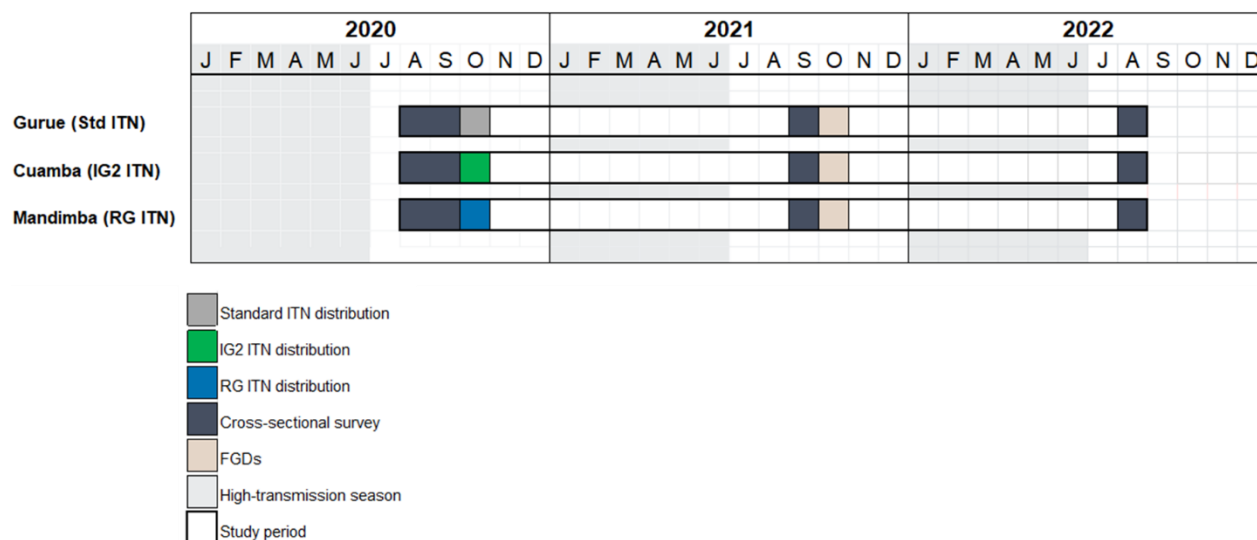 2020 2021 2022
J F M A M J J A S O N D J F M A M J J A S O N D J F M A M J J A S O N D
Gurue (Std ITN)
Cuamba (IG2 ITN)
Mandimba (RG ITN)
Standard ITN distribution
IG2 ITN distribution
RG ITN distribution
Cross-sectional survey
FGDs
High-transmission season
Study period